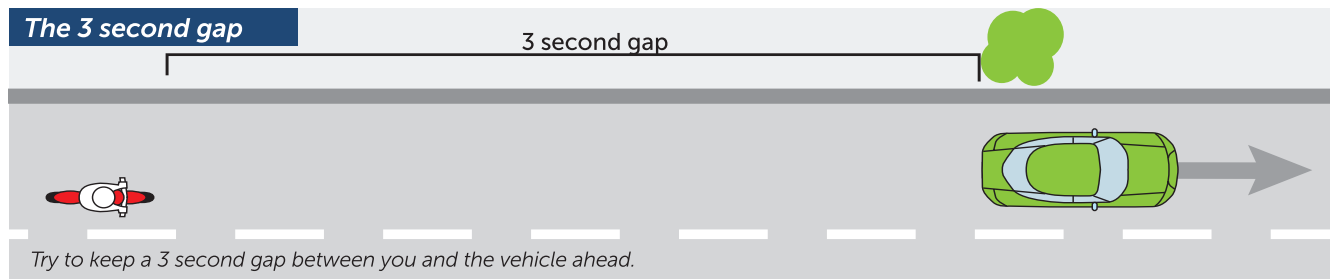 The 3 second gap
3 second gap
Try to keep a 3 second gap between you and the vehicle ahead.